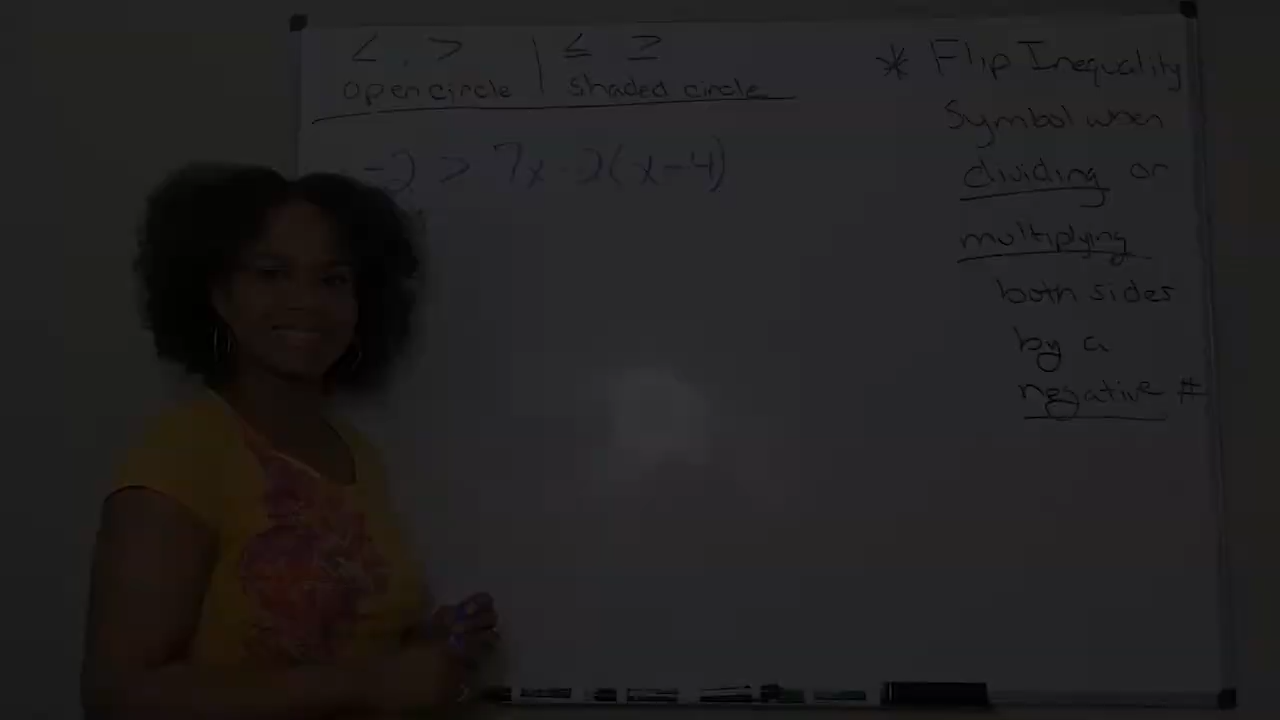 < , > | ≤ ≥
open circle | shaded circle
-2 > 7x - 2(x-4)
* Flip Inequality
Symbol when
dividing or
multiplying
both sides
by a
negative #